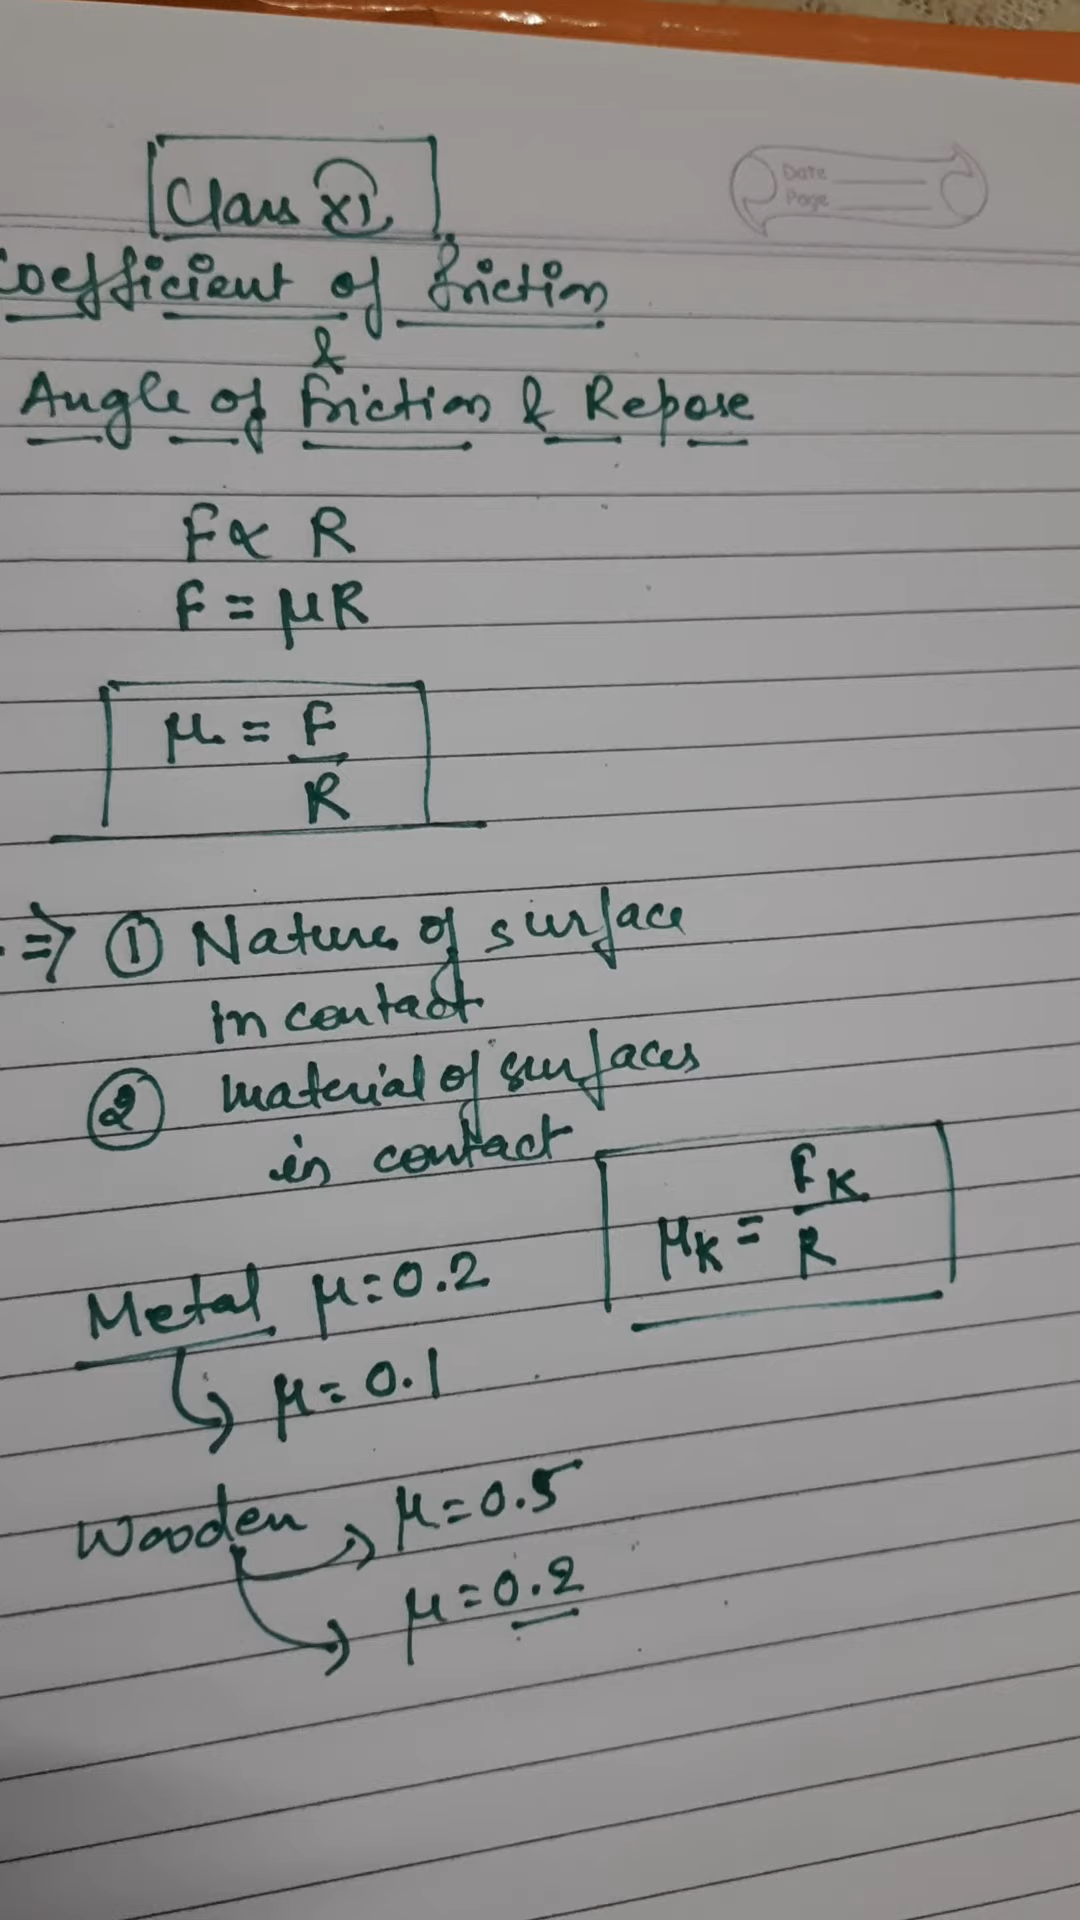 Class XI
Coefficient of friction
&
Angle of Friction & Repose
Date
Page
F ∝ R
F = μR
μ = F/R
⇒ ① Nature of surface
in contact
② material of surfaces
in contact
μK = FK/R
Metal μ=0.2
μ=0.1
Wooden → μ=0.5
μ=0.2